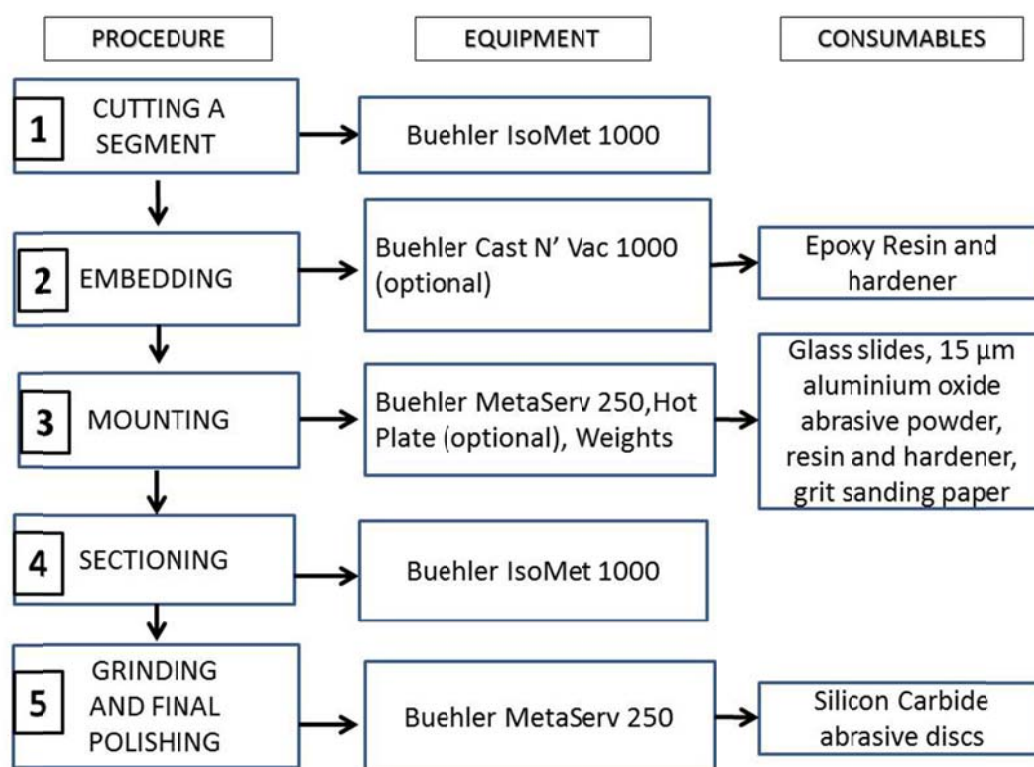 PROCEDURE
EQUIPMENT
CONSUMABLES
1
CUTTING A
SEGMENT
Buehler IsoMet 1000
2
EMBEDDING
Buehler Cast N’ Vac 1000
(optional)
Epoxy Resin and
hardener
3
MOUNTING
Buehler MetaServ 250,Hot
Plate (optional), Weights
Glass slides, 15 µm
aluminium oxide
abrasive powder,
resin and hardener,
grit sanding paper
4
SECTIONING
Buehler IsoMet 1000
5
GRINDING
AND FINAL
POLISHING
Buehler MetaServ 250
Silicon Carbide
abrasive discs